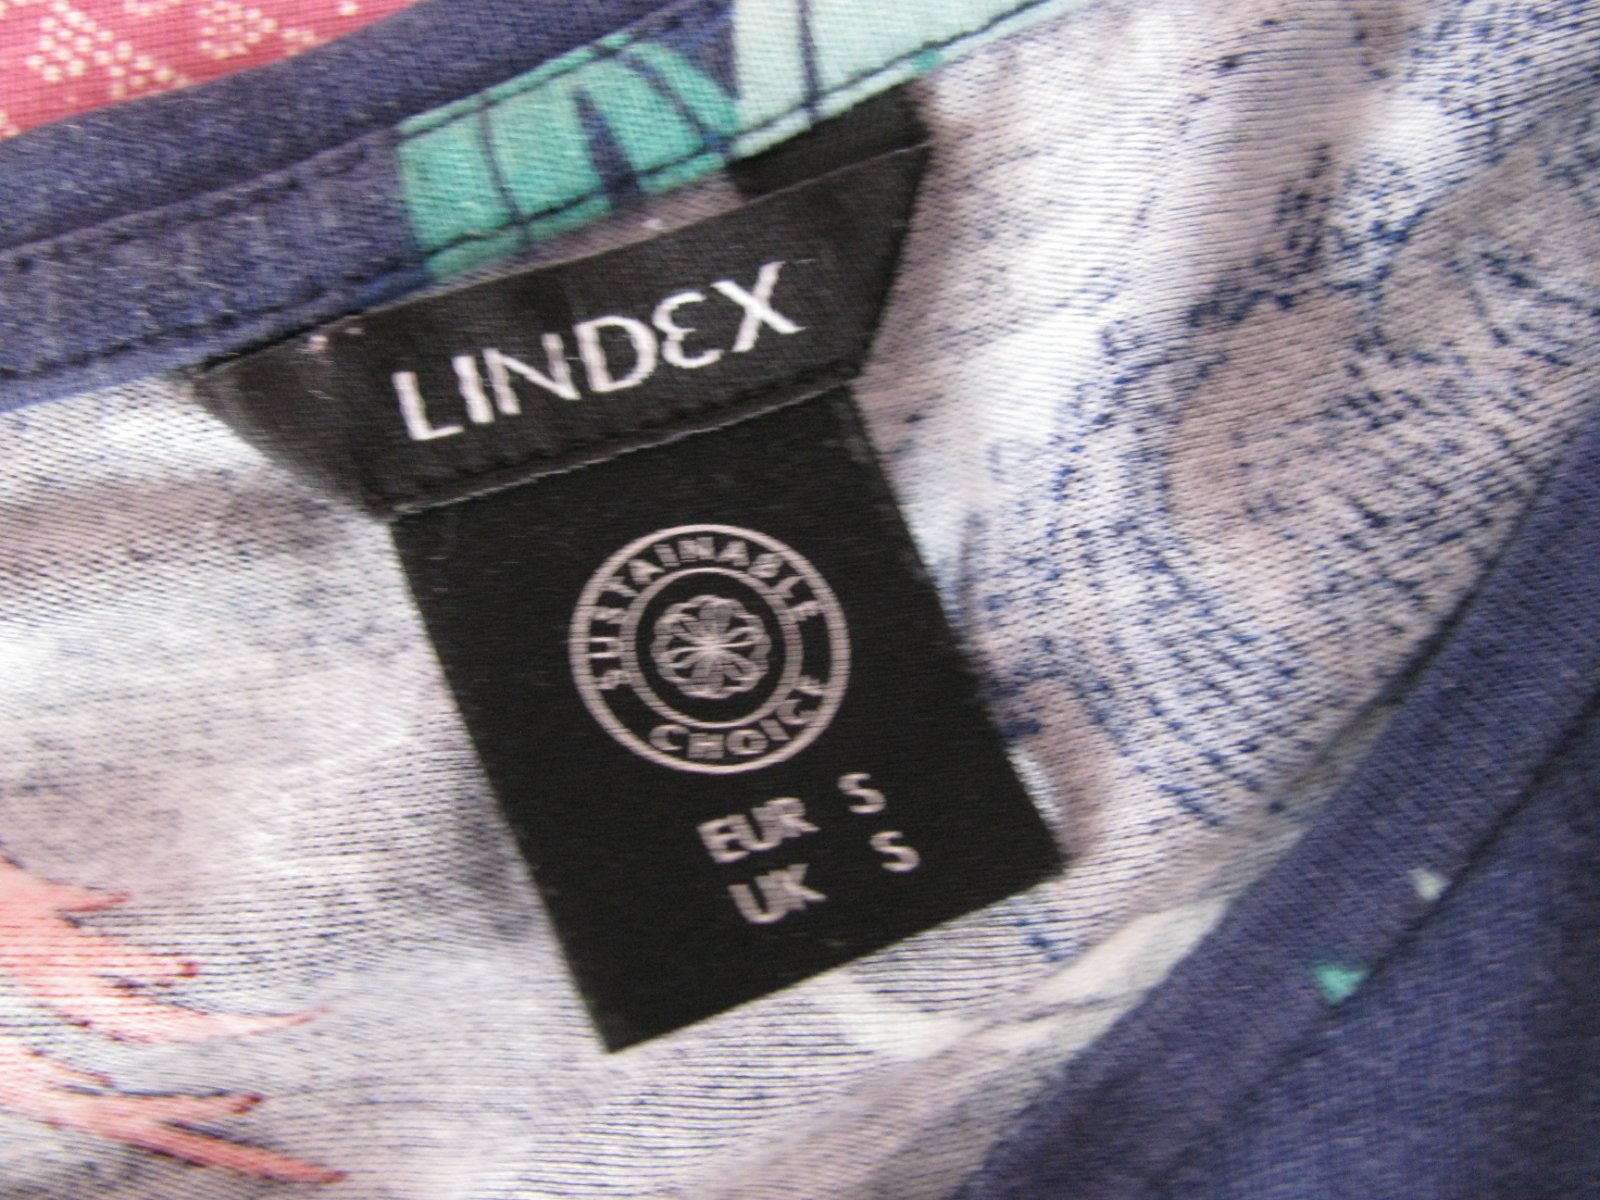 LINDEX
SUSTAINABLE
CHOICE
EUR S
UK S